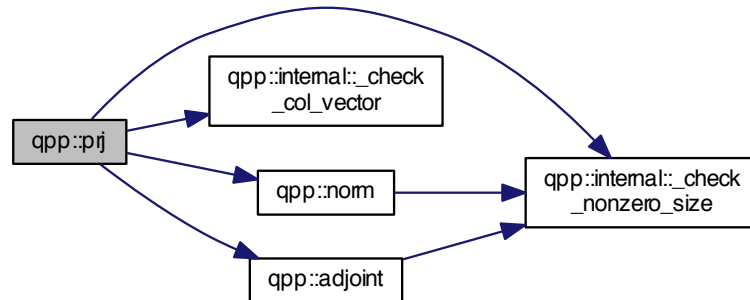 qpp::prj
qpp::internal::_check
_col_vector
qpp::norm
qpp::adjoint
qpp::internal::_check
_nonzero_size